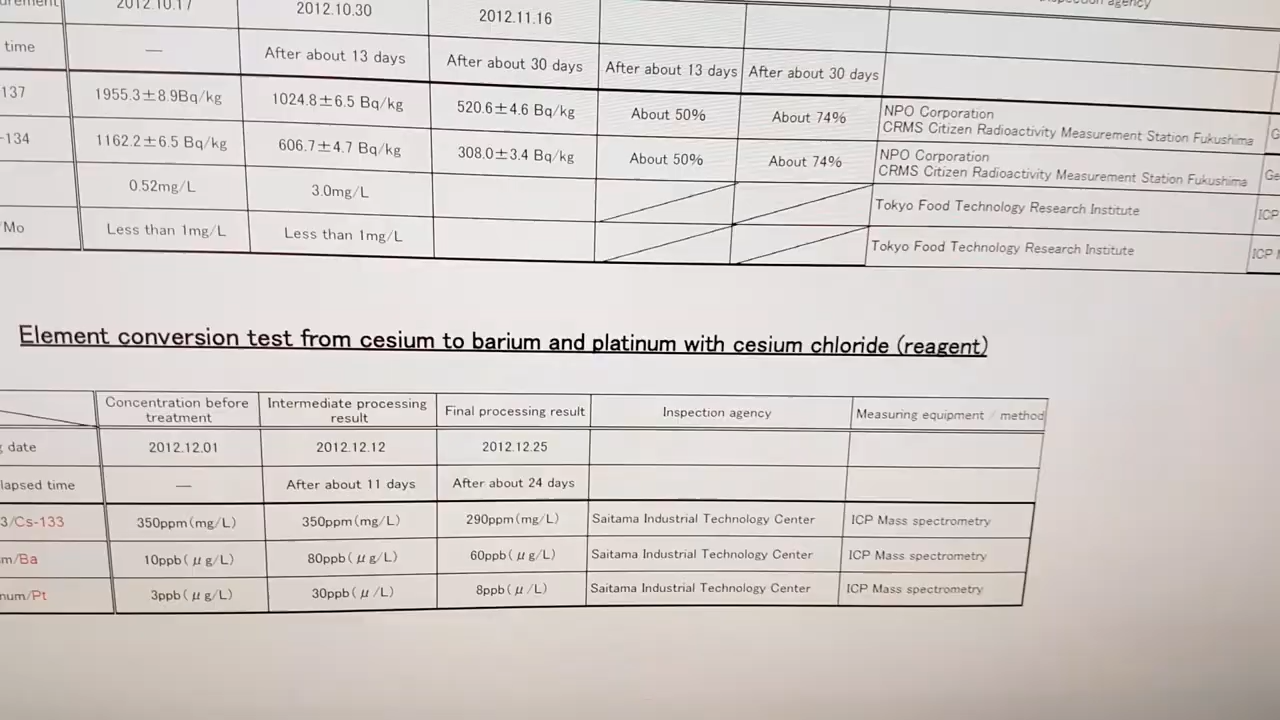 2012.10.17 2012.10.30 2012.11.16 agency
time — After about 13 days After about 30 days After about 13 days After about 30 days
137 1955.3±8.9Bq/kg 1024.8±6.5 Bq/kg 520.6±4.6 Bq/kg About 50% About 74% NPO Corporation
CRMS Citizen Radioactivity Measurement Station Fukushima
-134 1162.2±6.5 Bq/kg 606.7±4.7 Bq/kg 308.0±3.4 Bq/kg About 50% About 74% NPO Corporation
CRMS Citizen Radioactivity Measurement Station Fukushima
0.52mg/L 3.0mg/L Tokyo Food Technology Research Institute ICP
/Mo Less than 1mg/L Less than 1mg/L Tokyo Food Technology Research Institute ICP
Element conversion test from cesium to barium and platinum with cesium chloride (reagent)
Concentration before treatment Intermediate processing result Final processing result Inspection agency Measuring equipment / method
date 2012.12.01 2012.12.12 2012.12.25
lapsed time — After about 11 days After about 24 days
3/Cs-133 350ppm(mg/L) 350ppm(mg/L) 290ppm(mg/L) Saitama Industrial Technology Center ICP Mass spectrometry
m/Ba 10ppb(μg/L) 80ppb(μg/L) 60ppb(μg/L) Saitama Industrial Technology Center ICP Mass spectrometry
num/Pt 3ppb(μg/L) 30ppb(μ/L) 8ppb(μ/L) Saitama Industrial Technology Center ICP Mass spectrometry